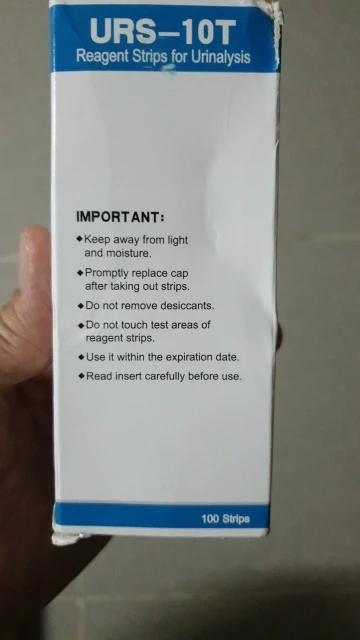 URS-10T
Reagent Strips for Urinalysis
IMPORTANT:
◆Keep away from light
and moisture.
◆Promptly replace cap
after taking out strips.
◆Do not remove desiccants.
◆Do not touch test areas of
reagent strips.
◆Use it within the expiration date.
◆Read insert carefully before use.
100 Strips